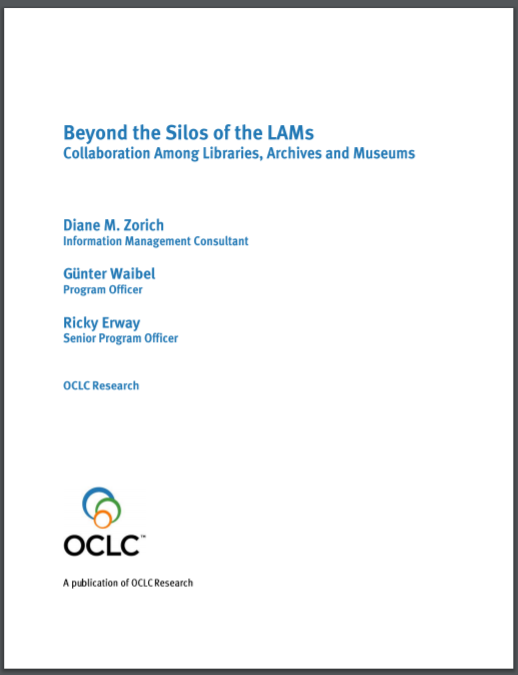 Beyond the Silos of the LAMs
Collaboration Among Libraries, Archives and Museums
Diane M. Zorich
Information Management Consultant
Günter Waibel
Program Officer
Ricky Erway
Senior Program Officer
OCLC Research
OCLC™
A publication of OCLC Research